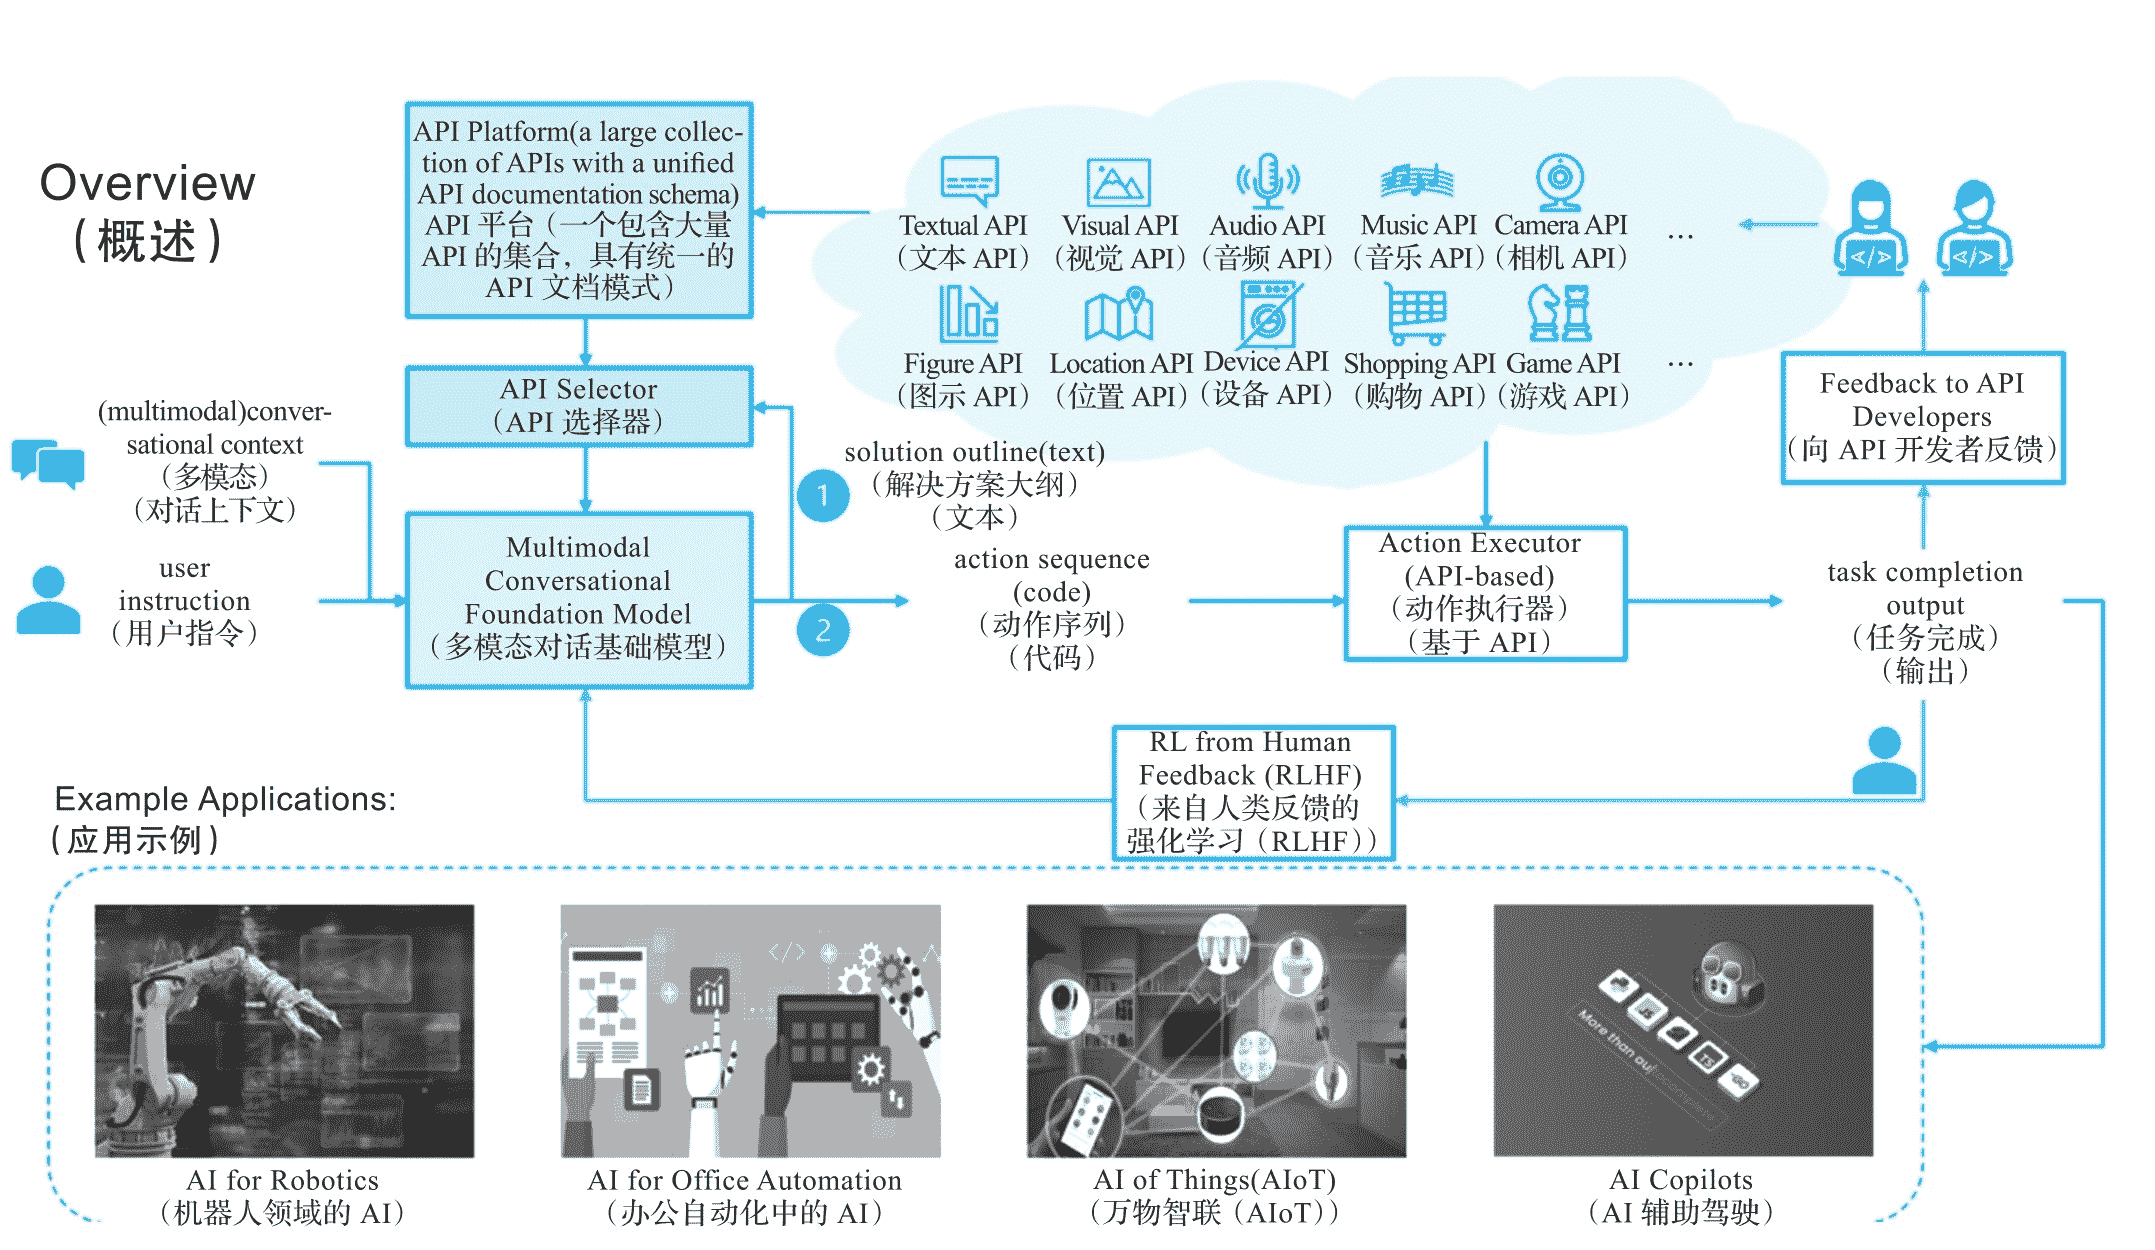 Overview
（概述）
API Platform(a large collec-
tion of APIs with a unified
API documentation schema)
API 平台（一个包含大量
API 的集合，具有统一的
API 文档模式）
Textual API
（文本 API）
Visual API
（视觉 API）
Audio API
（音频 API）
Music API
（音乐 API）
Camera API
（相机 API）
...
Figure API
（图示 API）
Location API
（位置 API）
Device API
（设备 API）
Shopping API
（购物 API）
Game API
（游戏 API）
...
</>
</>
API Selector
（API 选择器）
Feedback to API
Developers
（向 API 开发者反馈）
(multimodal)conver-
sational context
（多模态）
（对话上下文）
1
solution outline(text)
（解决方案大纲）
（文本）
user
instruction
（用户指令）
Multimodal
Conversational
Foundation Model
（多模态对话基础模型）
2
action sequence
(code)
（动作序列）
（代码）
Action Executor
(API-based)
（动作执行器）
（基于 API）
task completion
output
（任务完成）
（输出）
RL from Human
Feedback (RLHF)
（来自人类反馈的
强化学习（RLHF））
Example Applications:
（应用示例）
</>
JS
TS
GO
More than au
AI for Robotics
（机器人领域的 AI）
AI for Office Automation
（办公自动化中的 AI）
AI of Things(AIoT)
（万物智联（AIoT））
AI Copilots
（AI 辅助驾驶）